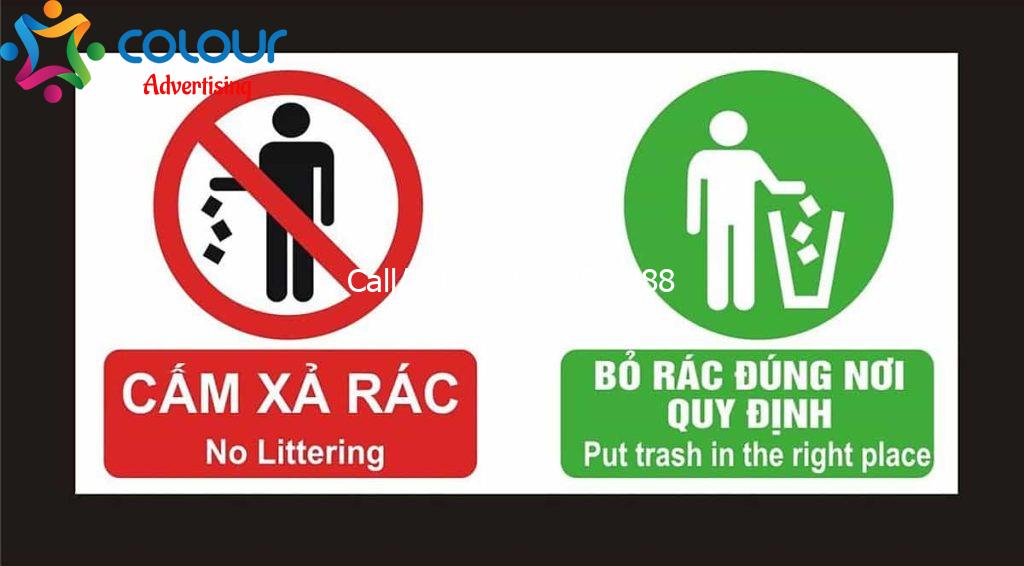 COLOUR
Advertising
Call
88
CẤM XẢ RÁC
No Littering
BỎ RÁC ĐÚNG NƠI
QUY ĐỊNH
Put trash in the right place